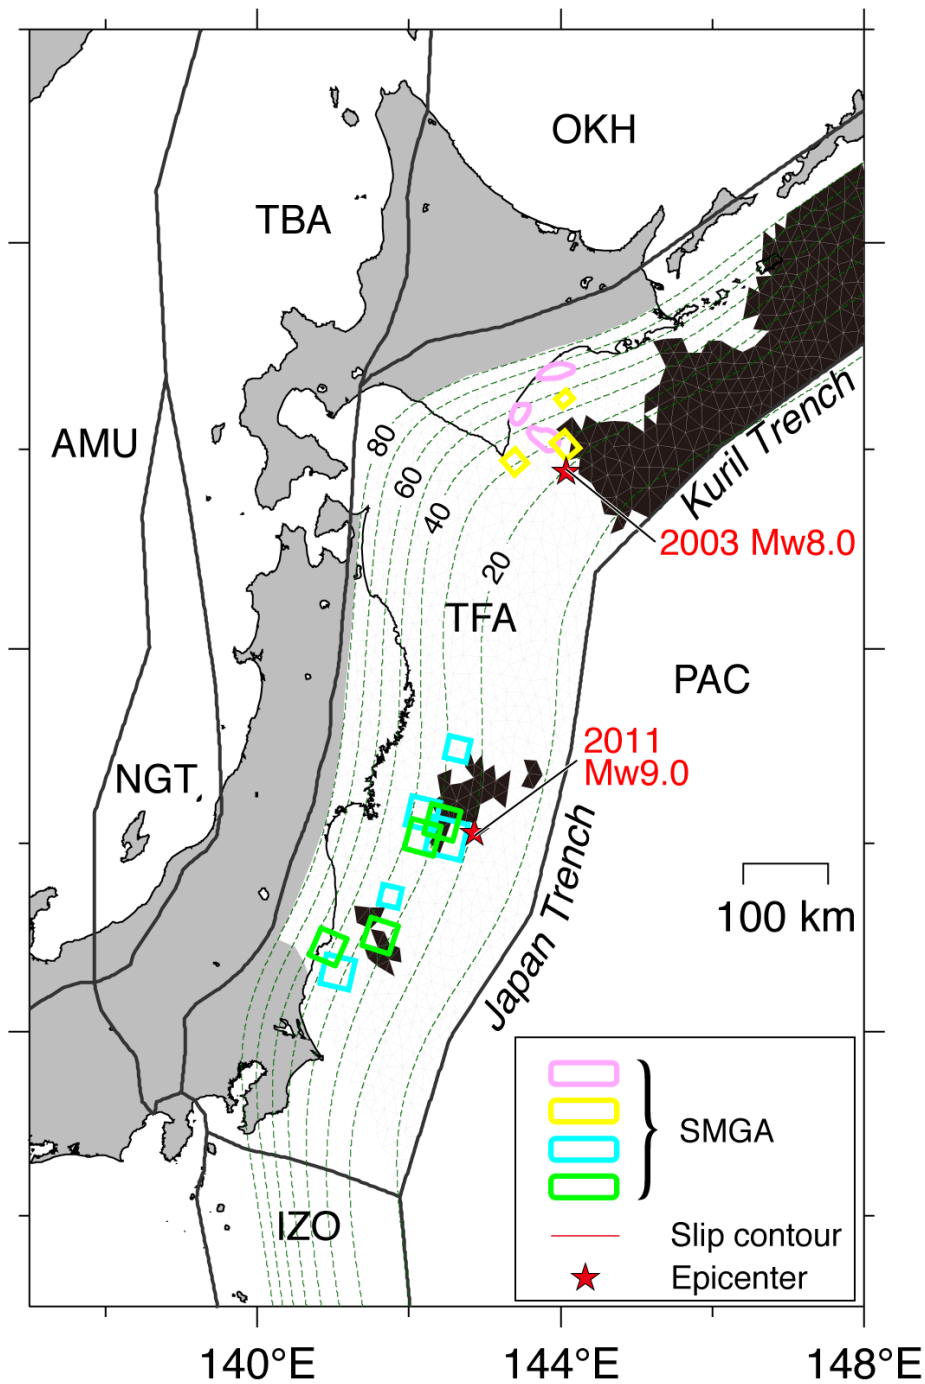 OKH
TBA
AMU
80
60
40
20
Kuril Trench
2003 Mw8.0
TFA
PAC
2011
Mw9.0
NGT
Japan Trench
100 km
SMGA
Slip contour
Epicenter
IZO
140°E
144°E
148°E